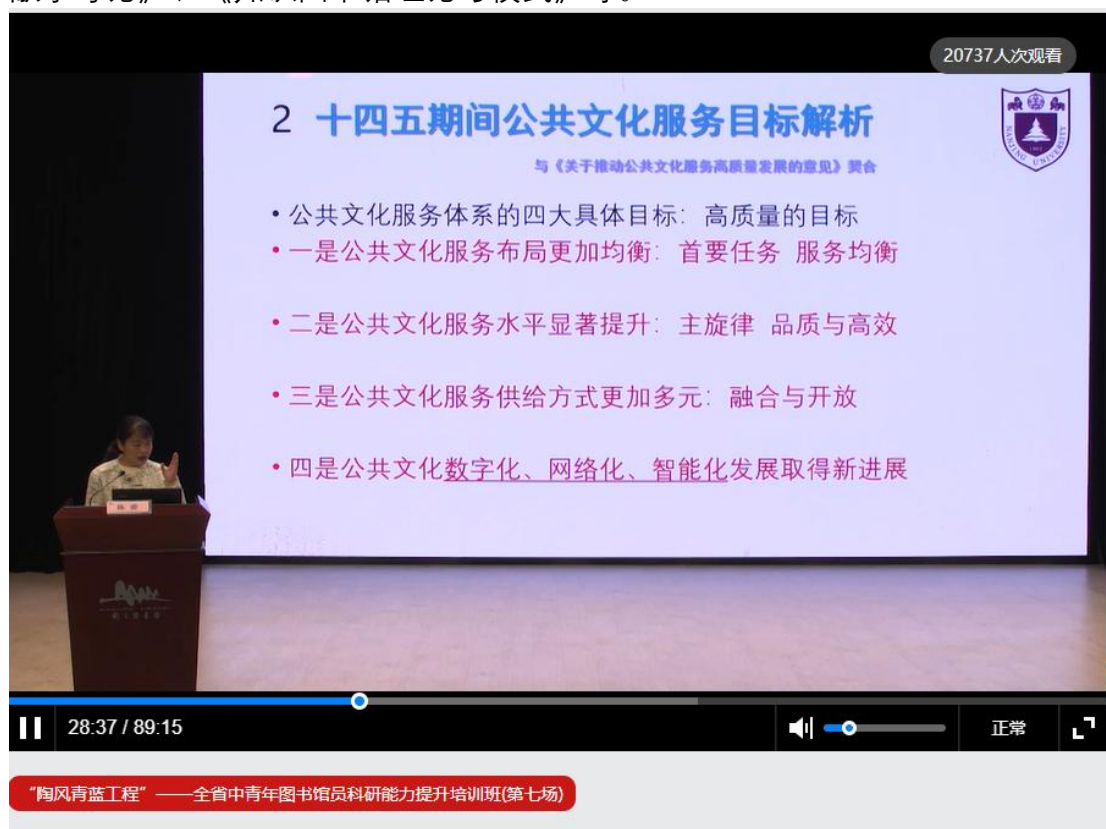 20737人次观看
2 十四五期间公共文化服务目标解析
与《关于推动公共文化服务高质量发展的意见》契合
NANJING UNIVERSITY
• 公共文化服务体系的四大具体目标：高质量的目标
• 一是公共文化服务布局更加均衡：首要任务 服务均衡
• 二是公共文化服务水平显著提升：主旋律 品质与高效
• 三是公共文化服务供给方式更加多元：融合与开放
• 四是公共文化数字化、网络化、智能化发展取得新进展
28:37 / 89:15
正常
“陶风青蓝工程”——全省中青年图书馆员科研能力提升培训班(第七场)